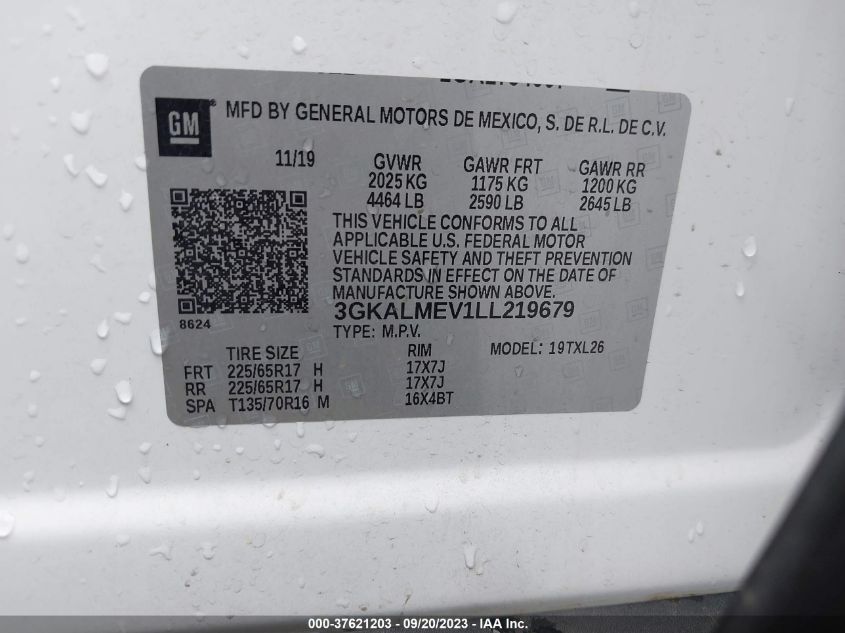 GM MFD BY GENERAL MOTORS DE MEXICO, S. DE R.L. DE C.V.
11/19 GVWR GAWR FRT GAWR RR
2025 KG 1175 KG 1200 KG
4464 LB 2590 LB 2645 LB
THIS VEHICLE CONFORMS TO ALL
APPLICABLE U.S. FEDERAL MOTOR
VEHICLE SAFETY AND THEFT PREVENTION
STANDARDS IN EFFECT ON THE DATE OF
MANUFACTURE SHOWN ABOVE.
8624 3GKALMEV1LL219679
TYPE: M.P.V.
TIRE SIZE RIM MODEL: 19TXL26
FRT 225/65R17 H 17X7J
RR 225/65R17 H 17X7J
SPA T135/70R16 M 16X4BT
000-37621203 - 09/20/2023 - IAA Inc.